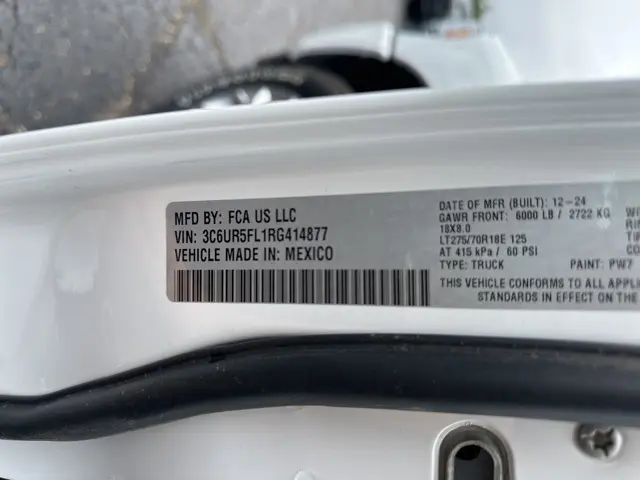 MFD BY: FCA US LLC
VIN: 3C6UR5FL1RG414877
VEHICLE MADE IN: MEXICO
DATE OF MFR (BUILT): 12-24
GAWR FRONT: 6000 LB / 2722 KG
18X8.0
LT275/70R18E 125
AT 415 kPa / 60 PSI
TYPE: TRUCK PAINT: PW7
THIS VEHICLE CONFORMS TO ALL APPLI
STANDARDS IN EFFECT ON THE